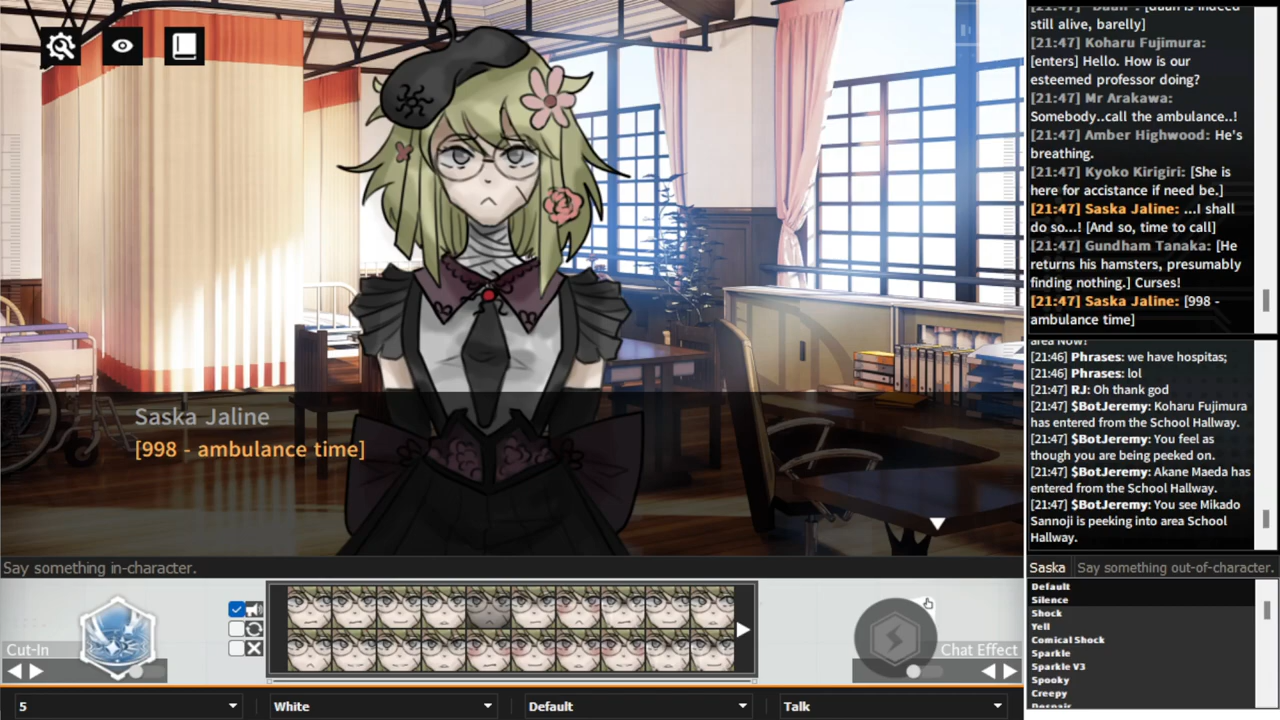 still alive, barelly]
[21:47] Koharu Fujimura:
[enters] Hello. How is our
esteemed professor doing?
[21:47] Mr Arakawa:
Somebody..call the ambulance..!
[21:47] Amber Highwood: He's
breathing.
[21:47] Kyoko Kirigiri: [She is
here for accistance if need be.]
[21:47] Saska Jaline: ...I shall
do so...! [And so, time to call]
[21:47] Gundham Tanaka: [He
returns his hamsters, presumably
finding nothing.] Curses!
[21:47] Saska Jaline: [998 -
ambulance time]
[21:46] Phrases: we have hospitas;
[21:46] Phrases: lol
[21:47] RJ: Oh thank god
[21:47] $BotJeremy: Koharu Fujimura
has entered from the School Hallway.
[21:47] $BotJeremy: You feel as
though you are being peeked on.
[21:47] $BotJeremy: Akane Maeda has
entered from the School Hallway.
[21:47] $BotJeremy: You see Mikado
Sannoji is peeking into area School
Hallway.
Saska Jaline
[998 - ambulance time]
Say something in-character.
Saska
Say something out-of-character.
Default
Silence
Shock
Yell
Comical Shock
Sparkle
Sparkle V3
Spooky
Creepy
Cut-In
Chat Effect
5
White
Default
Talk